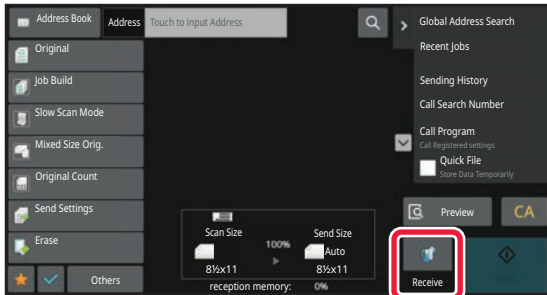 Address Book
Address
Touch to input Address
Global Address Search
Recent Jobs
Sending History
Call Search Number
Call Program
Call Registered settings
Quick File
Store Data Temporarily
Original
Job Build
Slow Scan Mode
Mixed Size Orig.
Original Count
Send Settings
Erase
Others
Scan Size
100%
Send Size
Auto
8½x11
8½x11
reception memory: 0%
Preview
CA
Receive
Start